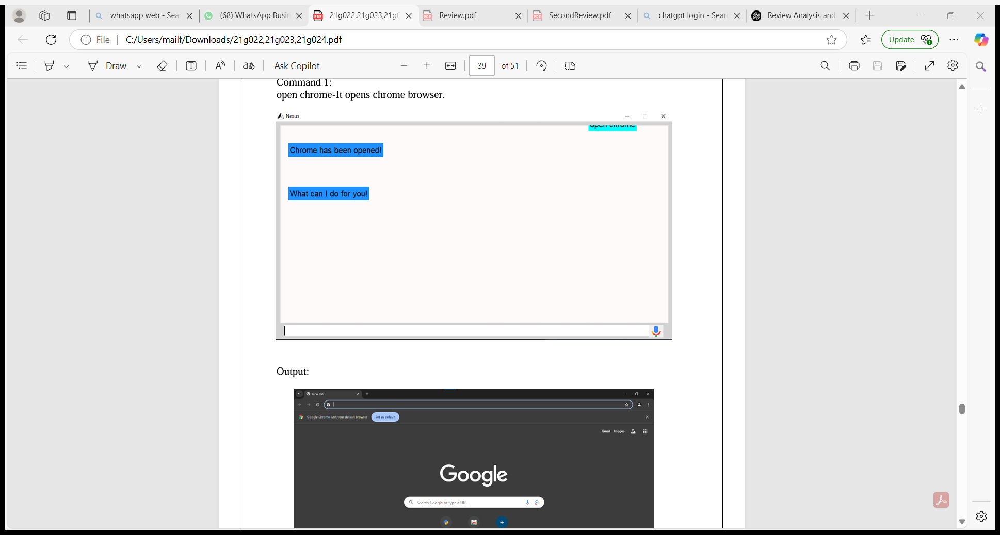 whatsapp web - Sear
(68) WhatsApp Busin
21g022,21g023,21g0
Review.pdf
SecondReview.pdf
chatgpt login - Searc
Review Analysis and
File
C:/Users/mailf/Downloads/21g022,21g023,21g024.pdf
Update
Draw
Ask Copilot
39
of 51
Command 1:
open chrome-It opens chrome browser.
Nexus
open chrome
Chrome has been opened!
What can I do for you!
Output:
New Tab
Google Chrome isn't your default browser
Set as default
Gmail
Images
Google
Search Google or type a URL